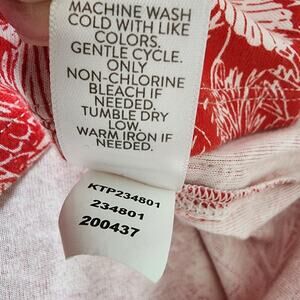 MACHINE WASH
COLD WITH LIKE
COLORS.
GENTLE CYCLE.
ONLY
NON-CHLORINE
BLEACH IF
NEEDED.
TUMBLE DRY
LOW.
WARM IRON IF
NEEDED.
KTP234801
234801
200437